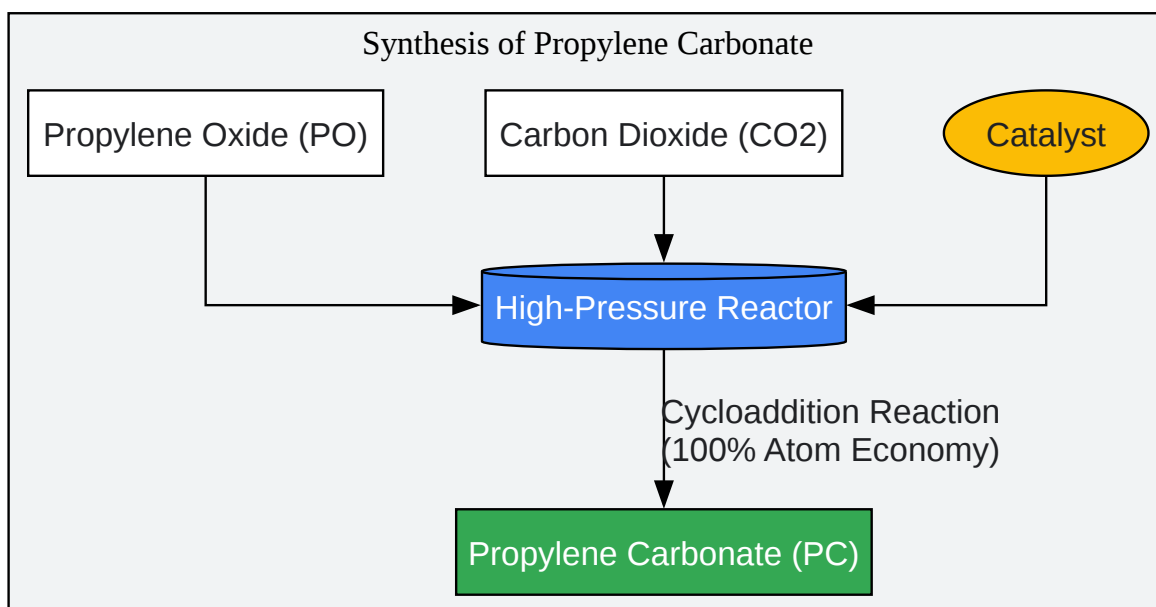 Synthesis of Propylene Carbonate
Propylene Oxide (PO)
Carbon Dioxide (CO2)
Catalyst
High-Pressure Reactor
Cycloaddition Reaction
(100% Atom Economy)
Propylene Carbonate (PC)